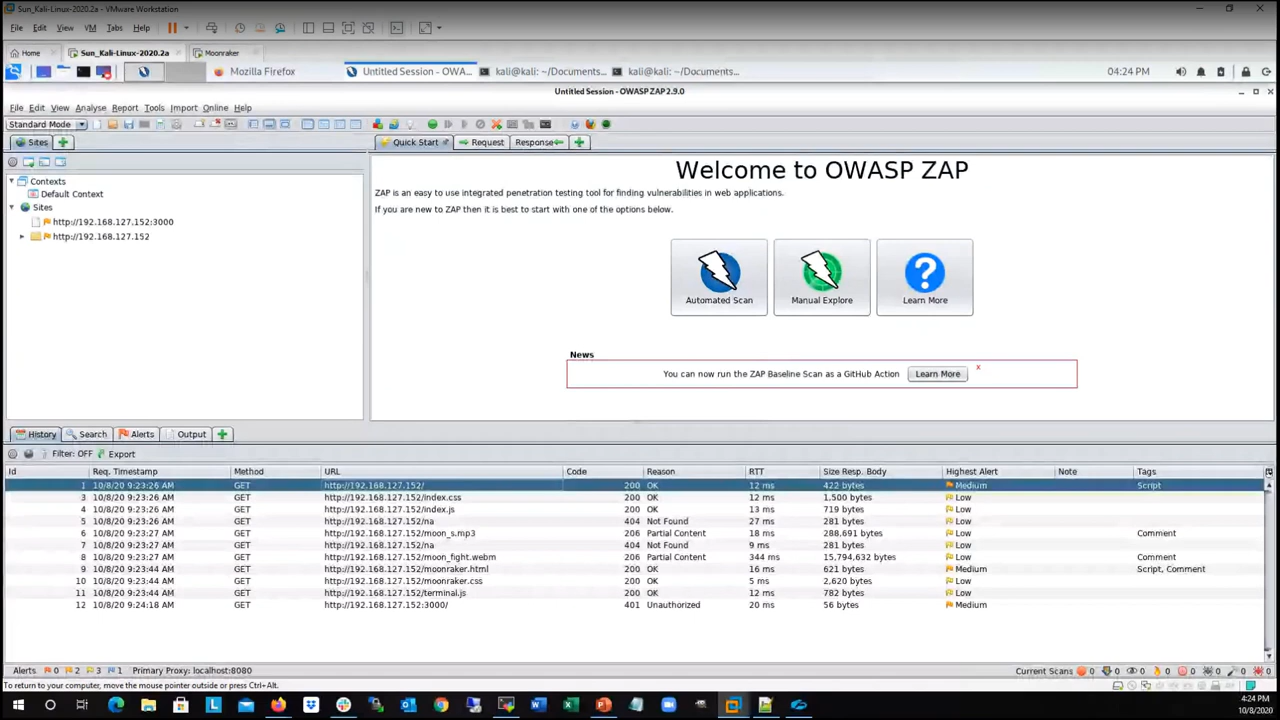 Sun_Kali-Linux-2020.2a - VMware Workstation
File Edit View VM Tabs Help
Home Sun_Kali-Linux-2020.2a Moonraker
Mozilla Firefox Untitled Session - OWA... kali@kali: ~/Documents... kali@kali: ~/Documents... 04:24 PM
Untitled Session - OWASP ZAP 2.9.0
File Edit View Analyse Report Tools Import Online Help
Standard Mode
Sites Quick Start Request Response
Contexts
Default Context
Sites
http://192.168.127.152:3000
http://192.168.127.152
Welcome to OWASP ZAP
ZAP is an easy to use integrated penetration testing tool for finding vulnerabilities in web applications.
If you are new to ZAP then it is best to start with one of the options below.
Automated Scan Manual Explore Learn More
News
You can now run the ZAP Baseline Scan as a GitHub Action Learn More x
History Search Alerts Output
Filter: OFF Export
Id Req. Timestamp Method URL Code Reason RTT Size Resp. Body Highest Alert Note Tags
1 10/8/20 9:23:26 AM GET http://192.168.127.152/ 200 OK 12 ms 422 bytes Medium Script
3 10/8/20 9:23:26 AM GET http://192.168.127.152/index.css 200 OK 12 ms 1,500 bytes Low
4 10/8/20 9:23:26 AM GET http://192.168.127.152/index.js 200 OK 13 ms 719 bytes Low
5 10/8/20 9:23:26 AM GET http://192.168.127.152/na 404 Not Found 27 ms 281 bytes Low
6 10/8/20 9:23:27 AM GET http://192.168.127.152/moon_s.mp3 206 Partial Content 18 ms 288,691 bytes Low Comment
7 10/8/20 9:23:27 AM GET http://192.168.127.152/na 404 Not Found 9 ms 281 bytes Low
8 10/8/20 9:23:27 AM GET http://192.168.127.152/moon_fight.webm 206 Partial Content 344 ms 15,794,632 bytes Low Comment
9 10/8/20 9:23:44 AM GET http://192.168.127.152/moonraker.html 200 OK 16 ms 621 bytes Medium Script, Comment
10 10/8/20 9:23:44 AM GET http://192.168.127.152/moonraker.css 200 OK 5 ms 2,620 bytes Low
11 10/8/20 9:23:44 AM GET http://192.168.127.152/terminal.js 200 OK 12 ms 782 bytes Low
12 10/8/20 9:24:18 AM GET http://192.168.127.152:3000/ 401 Unauthorized 20 ms 56 bytes Medium
Alerts 0 2 3 1 Primary Proxy: localhost:8080 Current Scans 0 0 0 0 0 0 0 0
To return to your computer, move the mouse pointer outside or press Ctrl+Alt.
4:24 PM
10/8/2020